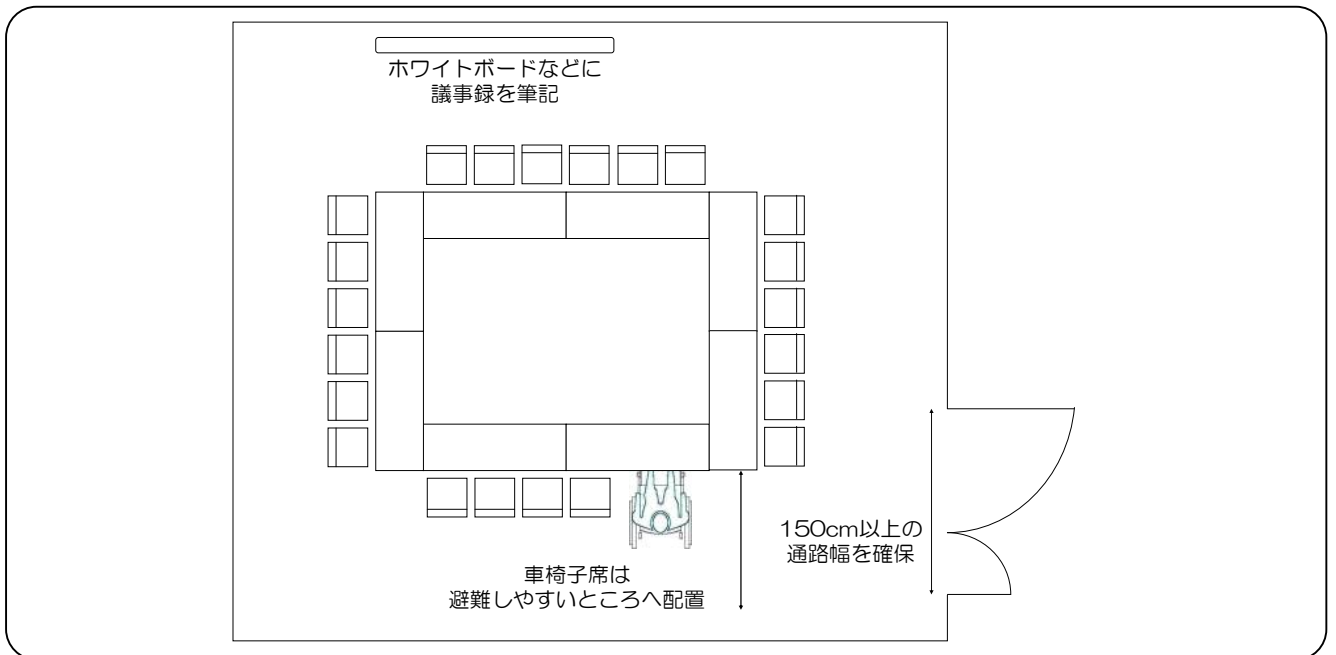 ホワイトボードなどに
議事録を筆記
150cm以上の
通路幅を確保
車椅子席は
避難しやすいところへ配置